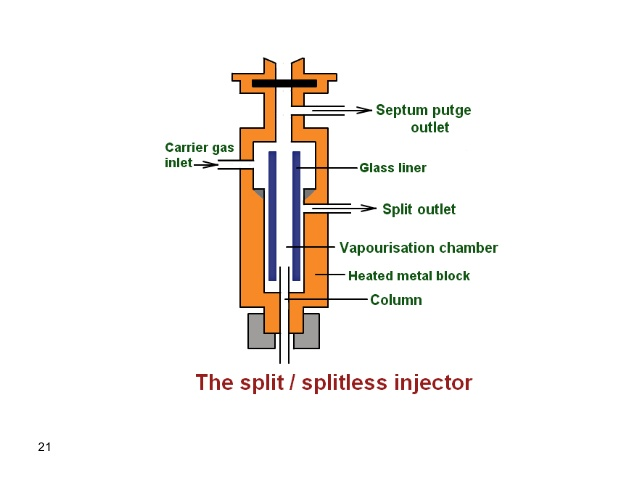 Septum putge
outlet
Carrier gas
inlet
Glass liner
Split outlet
Vapourisation chamber
Heated metal block
Column
The split / splitless injector
21